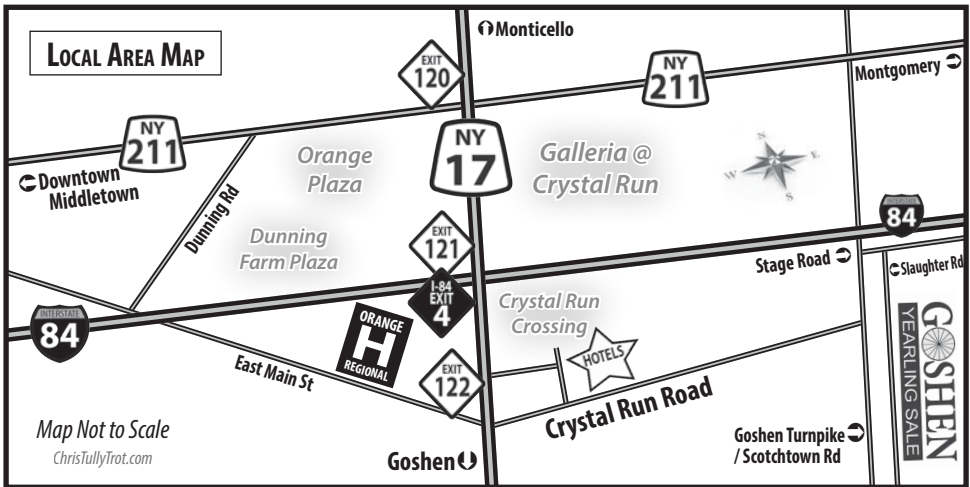 LOCAL AREA MAP
Monticello
EXIT
120
NY
211
Montgomery
NY
211
NY
17
Orange
Plaza
Galleria @
Crystal Run
N
W
E
S
Downtown
Middletown
Dunning Rd
INTERSTATE
84
EXIT
121
Dunning
Farm Plaza
Stage Road
Slaughter Rd
I-84
EXIT
4
Crystal Run
Crossing
INTERSTATE
84
ORANGE
H
REGIONAL
HOTELS
GOSHEN
YEARLING SALE
East Main St
EXIT
122
Crystal Run Road
Map Not to Scale
ChrisTullyTrot.com
Goshen
Goshen Turnpike
/ Scotchtown Rd